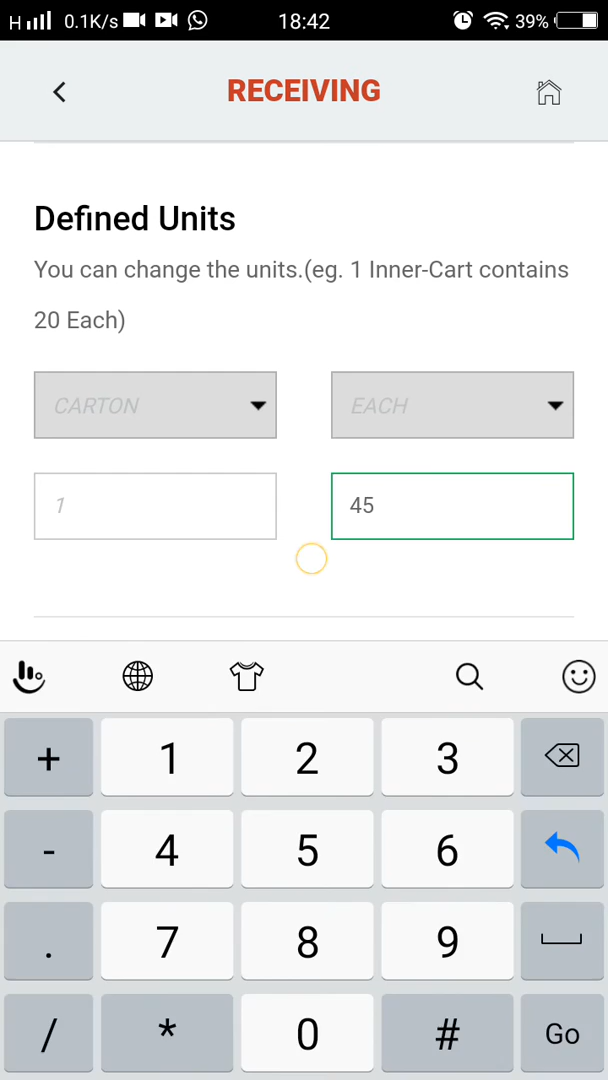 H 0.1K/s 18:42 39%
RECEIVING
Defined Units
You can change the units.(eg. 1 Inner-Cart contains
20 Each)
CARTON EACH
1 45
+ 1 2 3
- 4 5 6
. 7 8 9
/ * 0 # Go